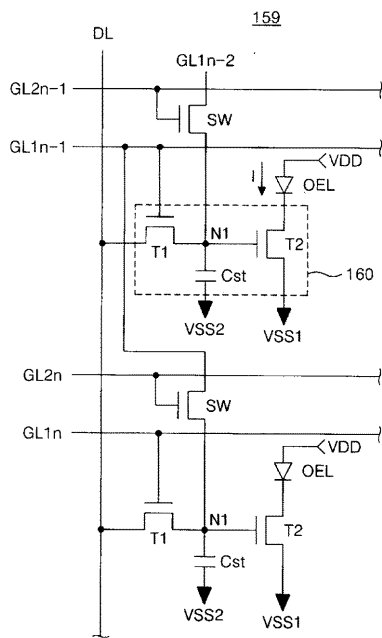 159
DL
GL1n-2
GL2n-1
SW
GL1n-1
VDD
I
OEL
N1
T1
T2
Cst
160
VSS2
VSS1
GL2n
SW
GL1n
VDD
OEL
N1
T1
T2
Cst
VSS2
VSS1